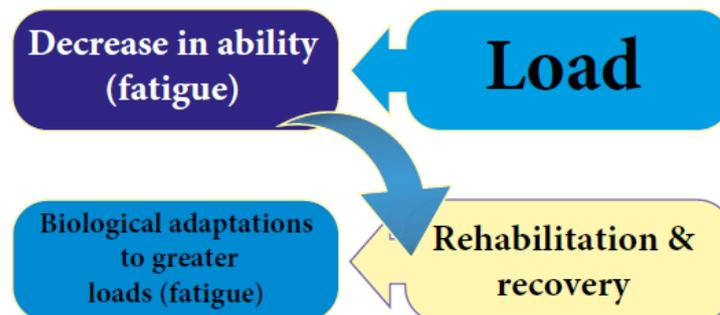 Decrease in ability
(fatigue)
Load
Biological adaptations
to greater
loads (fatigue)
Rehabilitation &
recovery